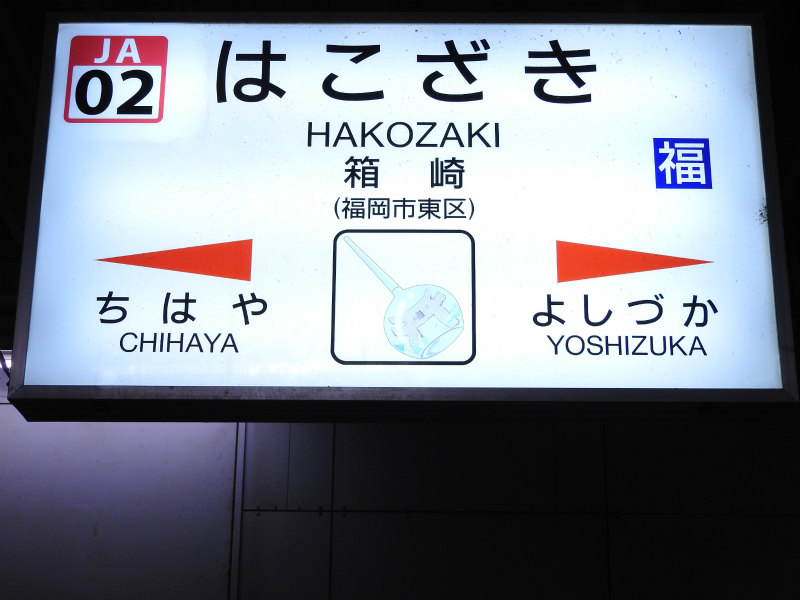 JA
02
はこざき
HAKOZAKI
箱崎
福
(福岡市東区)
ちはや
CHIHAYA
よしづか
YOSHIZUKA